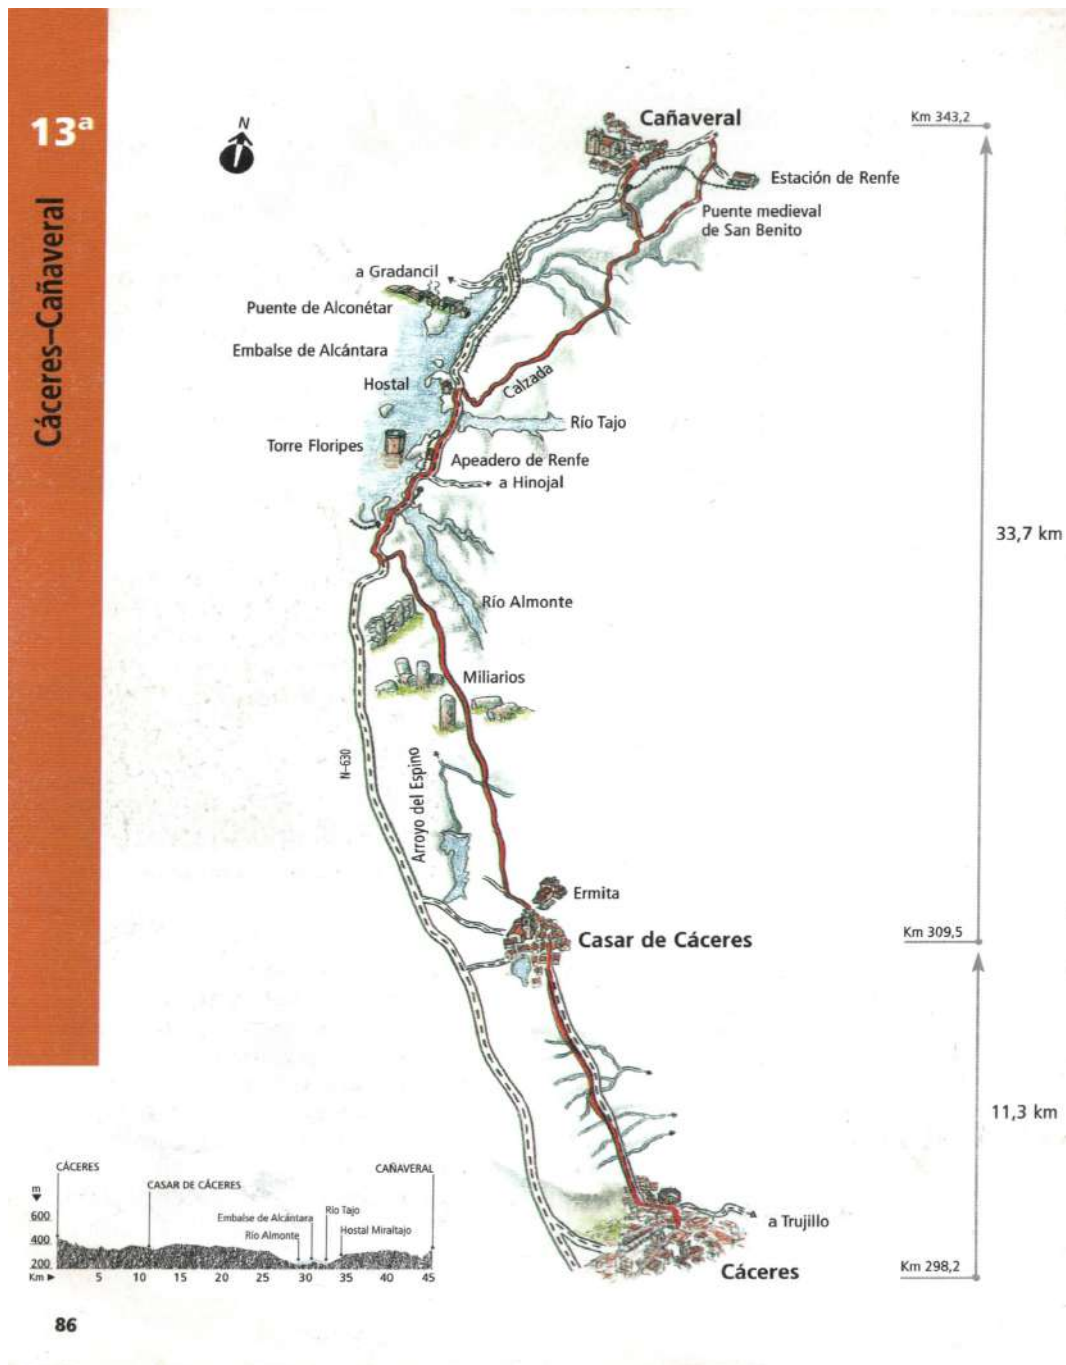 13ª
Cáceres–Cañaveral
N
Cañaveral
Km 343,2
Estación de Renfe
Puente medieval
de San Benito
a Gradancil
Puente de Alconétar
Embalse de Alcántara
Hostal
Calzada
Río Tajo
Torre Floripes
Apeadero de Renfe
a Hinojal
33,7 km
Río Almonte
Miliarios
N–630
Arroyo del Espino
Ermita
Casar de Cáceres
Km 309,5
11,3 km
a Trujillo
Cáceres
Km 298,2
CÁCERES
CAÑAVERAL
CASAR DE CÁCERES
m
Río Tajo
Embalse de Alcántara
Río Almonte
Hostal Miraltajo
600
400
200
Km 5 10 15 20 25 30 35 40 45
86